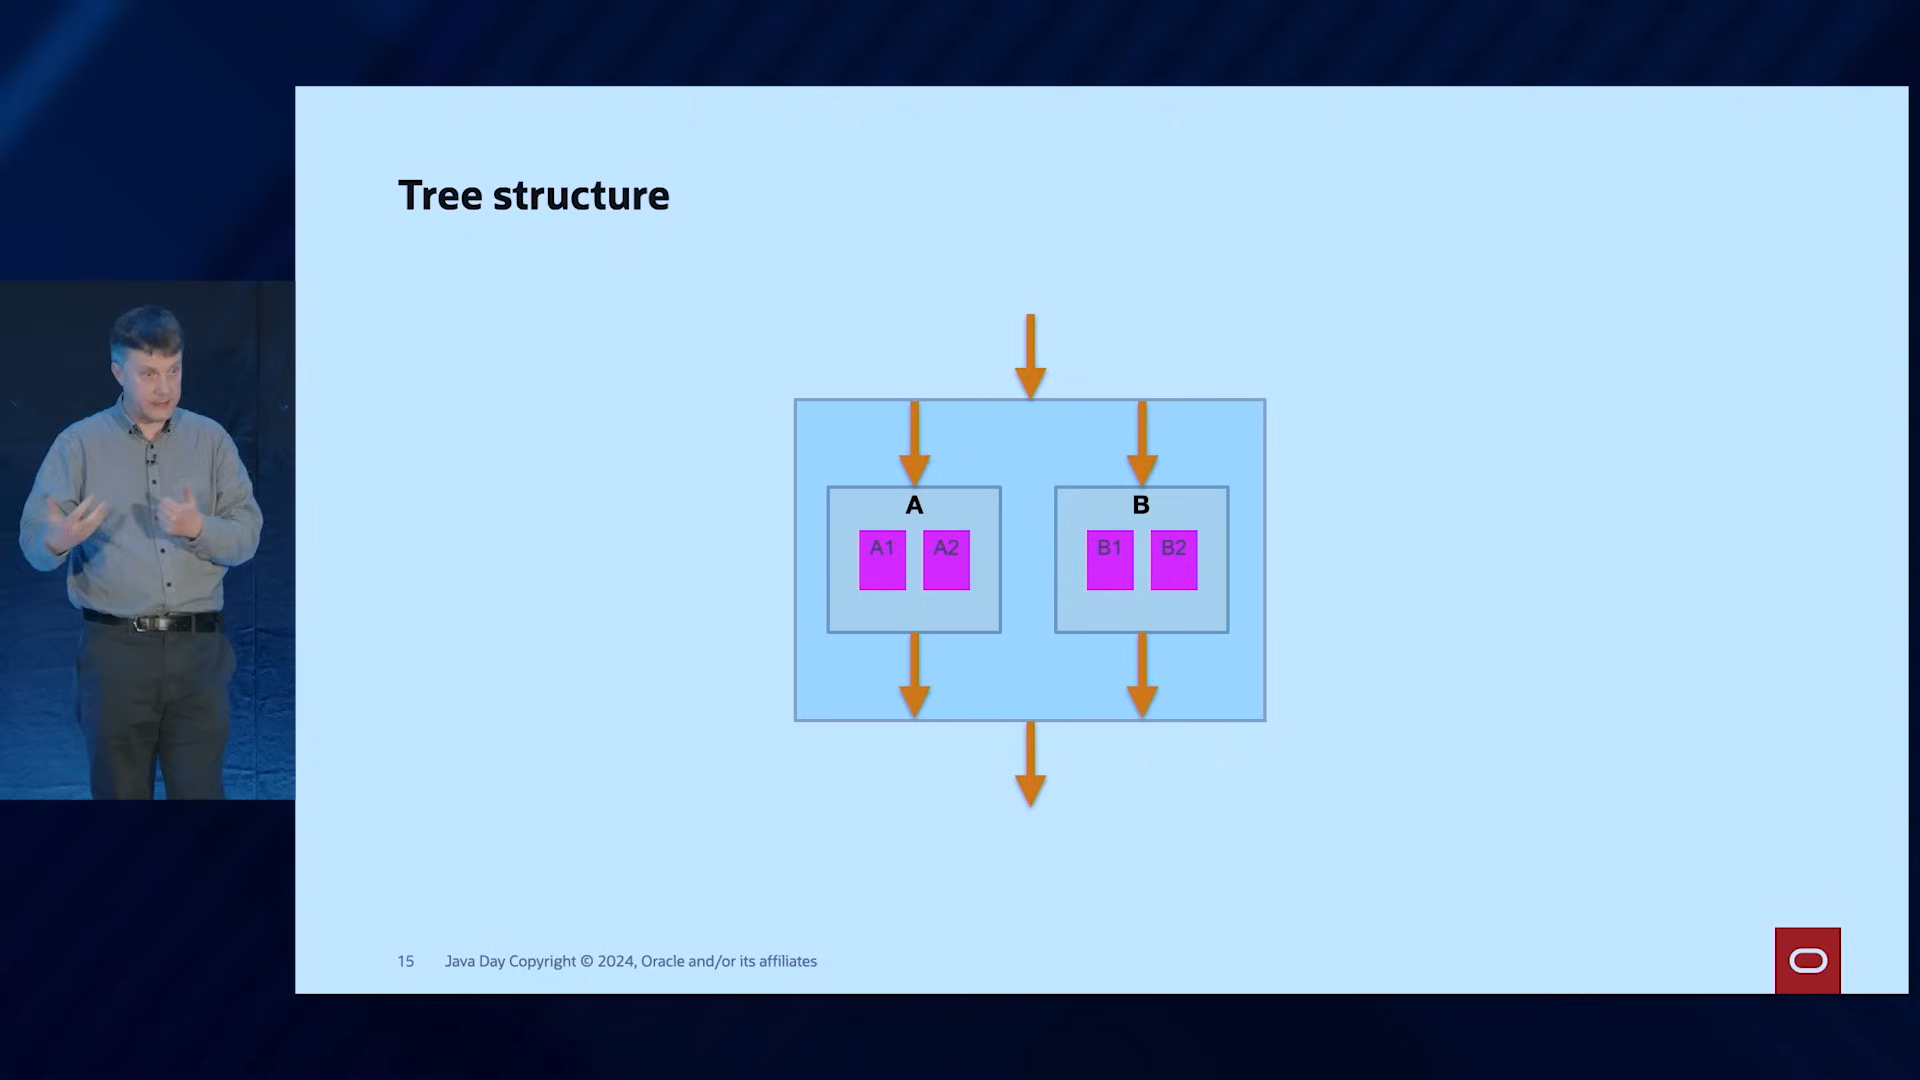 Tree structure
A
B
A1 A2
B1 B2
15 Java Day Copyright © 2024, Oracle and/or its affiliates